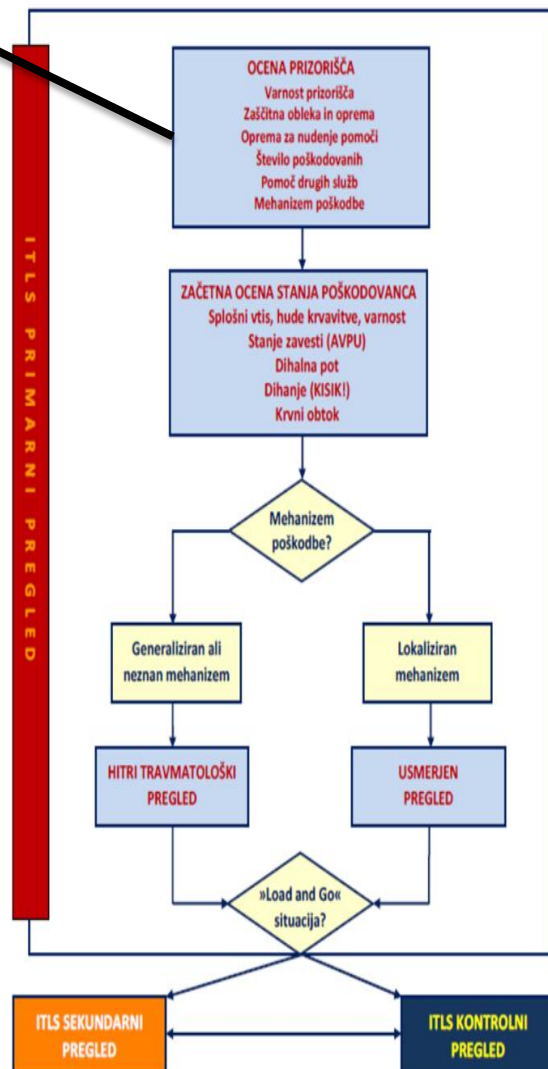 ITLS PRIMARNI PREGLED
OCENA PRIZORIŠČA
Varnost prizorišča
Zaščitna obleka in oprema
Oprema za nudenje pomoči
Število poškodovanih
Pomoč drugih služb
Mehanizem poškodbe
ZAČETNA OCENA STANJA POŠKODOVANCA
Splošni vtis, hude krvavitve, varnost
Stanje zavesti (AVPU)
Dihalna pot
Dihanje (KISIK!)
Krvni obtok
Mehanizem
poškodbe?
Generaliziran ali
neznan mehanizem
Lokaliziran
mehanizem
HITRI TRAVMATOLOŠKI
PREGLED
USMERJEN
PREGLED
»Load and Go«
situacija?
ITLS SEKUNDARNI
PREGLED
ITLS KONTROLNI
PREGLED